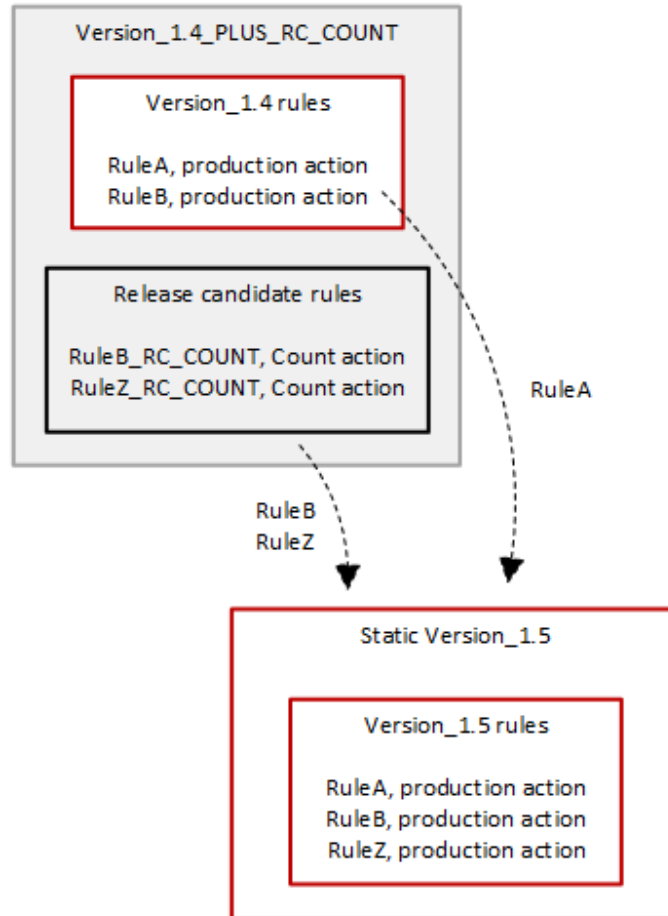 Version_1.4_PLUS_RC_COUNT
Version_1.4 rules
RuleA, production action
RuleB, production action
Release candidate rules
RuleB_RC_COUNT, Count action
RuleZ_RC_COUNT, Count action
RuleA
RuleB
RuleZ
Static Version_1.5
Version_1.5 rules
RuleA, production action
RuleB, production action
RuleZ, production action